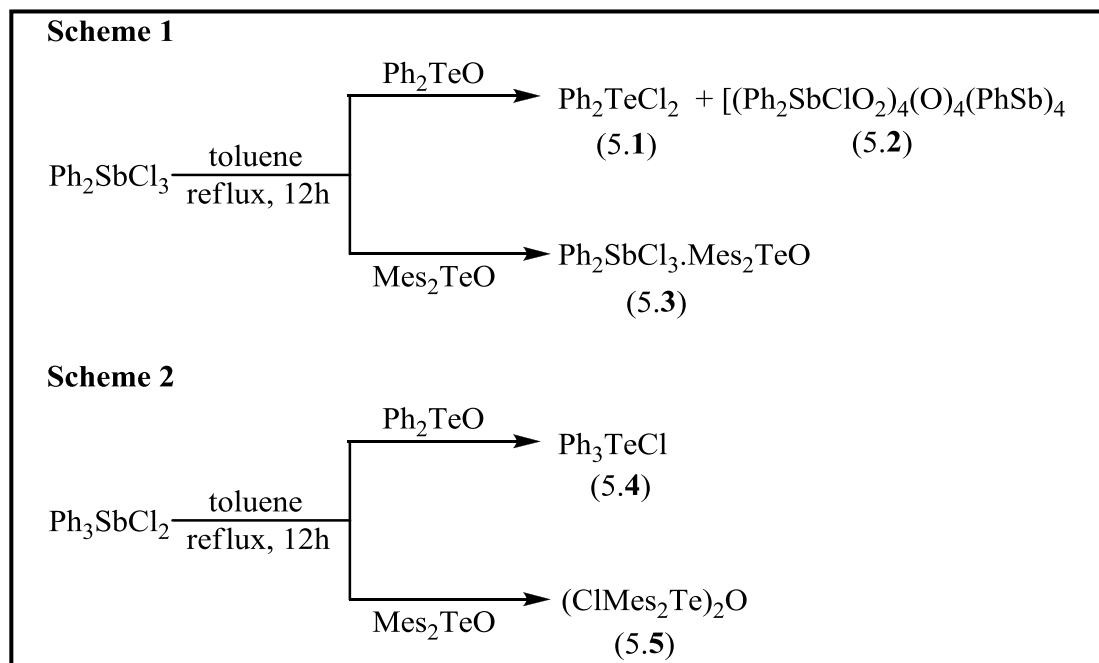 Scheme 1
Ph₂TeO
Ph₂TeCl₂ + [(Ph₂SbClO₂)₄(O)₄(PhSb)₄
(5.1) (5.2)
Ph₂SbCl₃ toluene
reflux, 12h
Mes₂TeO
Ph₂SbCl₃.Mes₂TeO
(5.3)
Scheme 2
Ph₂TeO
Ph₃TeCl
(5.4)
Ph₃SbCl₂ toluene
reflux, 12h
Mes₂TeO
(ClMes₂Te)₂O
(5.5)